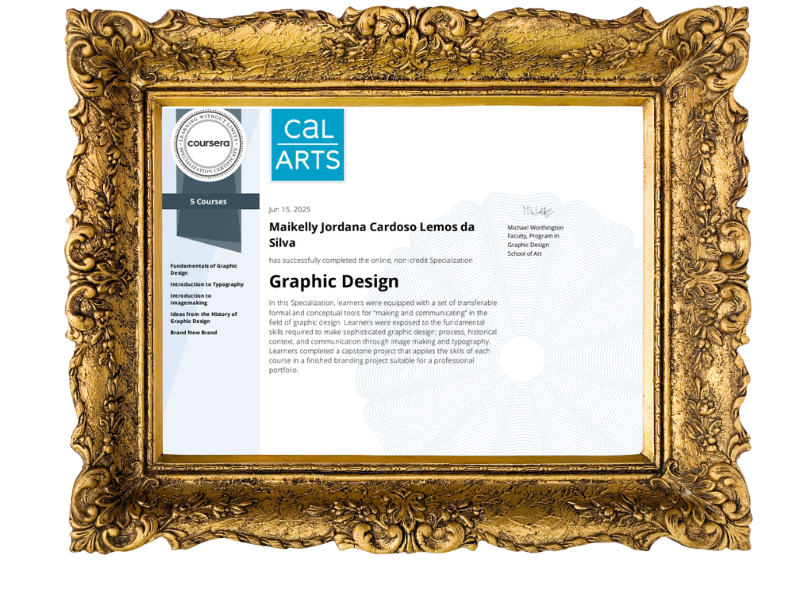 LEARNING WITHOUT LIMITS
coursera
SPECIALIZATION CERTIFICATE
5 Courses
Fundamentals of Graphic
Design
Introduction to Typography
Introduction to
Imagemaking
Ideas from the History of
Graphic Design
Brand New Brand
CAL
ARTS
Jun 15, 2025
Maikelly Jordana Cardoso Lemos da
Silva
has successfully completed the online, non-credit Specialization
Graphic Design
In this Specialization, learners were equipped with a set of transferable
formal and conceptual tools for "making and communicating" in the
field of graphic design. Learners were exposed to the fundamental
skills required to make sophisticated graphic design: process, historical
context, and communication through image making and typography.
Learners completed a capstone project that applies the skills of each
course in a finished branding project suitable for a professional
portfolio.
Michael Worthington
Faculty, Program in
Graphic Design
School of Art